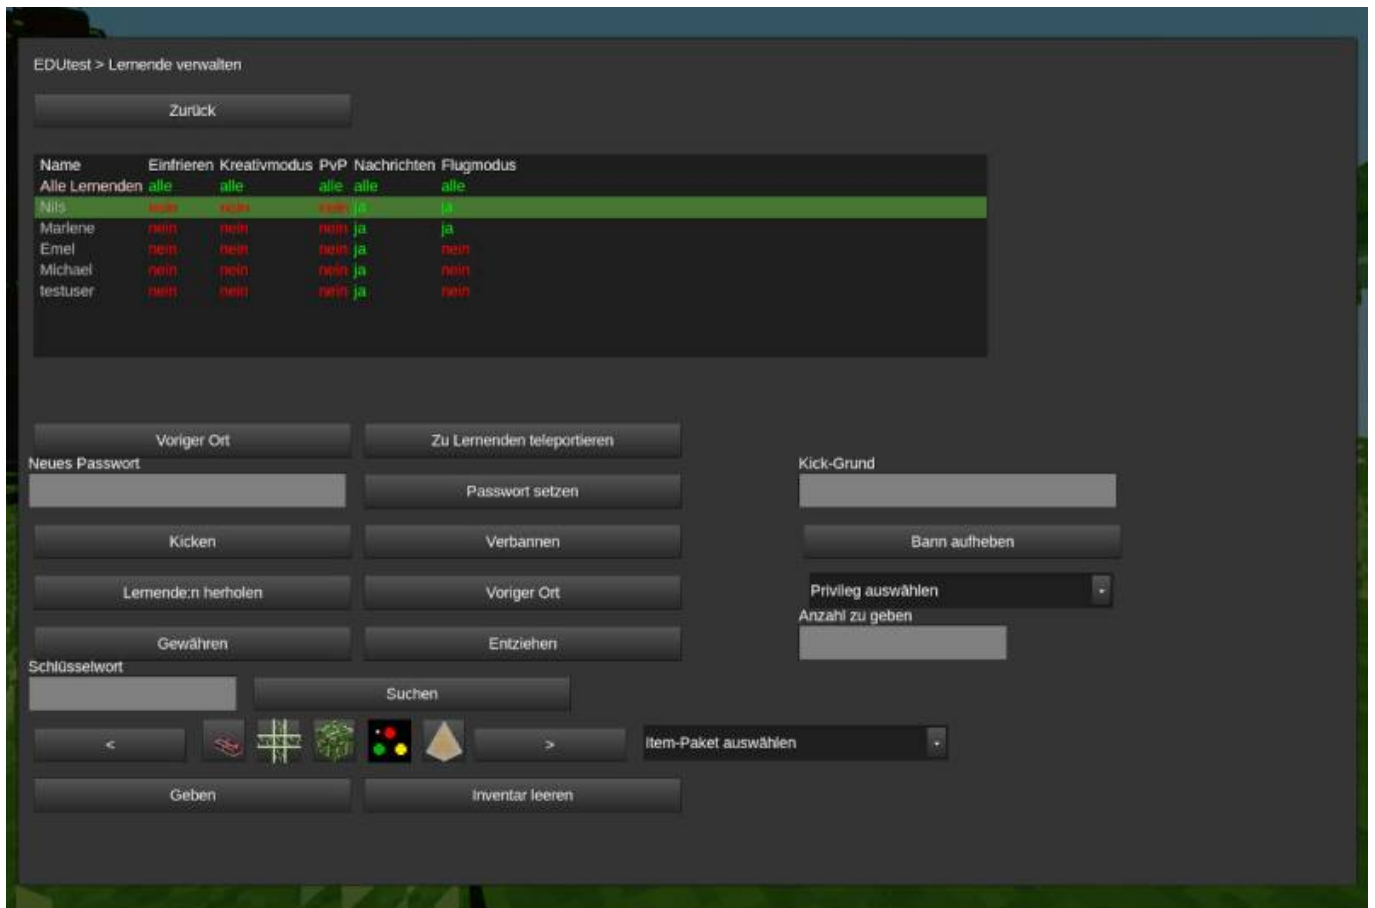 EDUtest > Lernende verwalten
Zurück
Name Einfrieren Kreativmodus PvP Nachrichten Flugmodus
Alle Lernenden alle alle alle alle alle
Nils nein nein nein ja ja
Marlene nein nein nein ja ja
Emel nein nein nein ja nein
Michael nein nein nein ja nein
testuser nein nein nein ja nein
Voriger Ort Zu Lernenden teleportieren
Neues Passwort Kick-Grund
Passwort setzen
Kicken Verbannen Bann aufheben
Lernende:n herholen Voriger Ort Privileg auswählen
Anzahl zu geben
Gewähren Entziehen
Schlüsselwort
Suchen
< > Item-Paket auswählen
Geben Inventar leeren